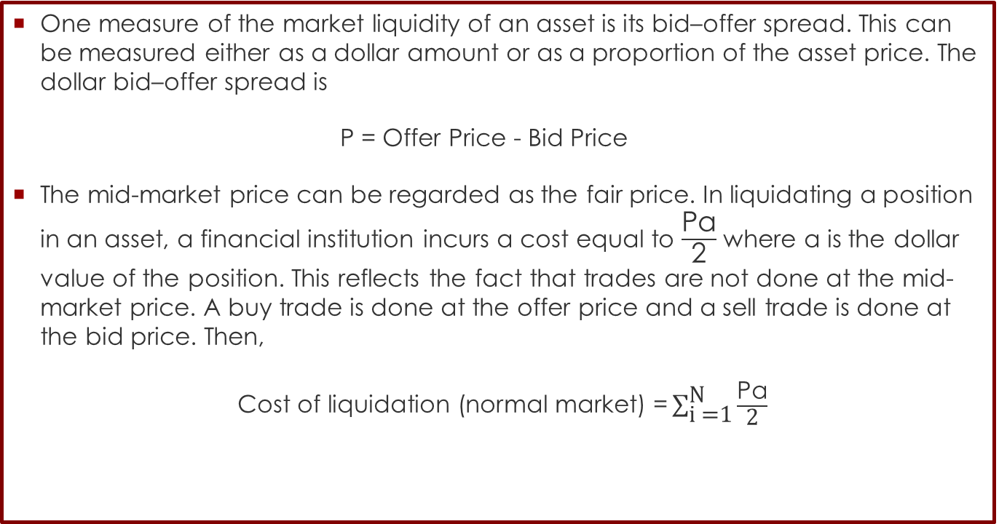 ▪ One measure of the market liquidity of an asset is its bid–offer spread. This can
be measured either as a dollar amount or as a proportion of the asset price. The
dollar bid–offer spread is
P = Offer Price - Bid Price
▪ The mid-market price can be regarded as the fair price. In liquidating a position
in an asset, a financial institution incurs a cost equal to Pa/2 where a is the dollar
value of the position. This reflects the fact that trades are not done at the mid-
market price. A buy trade is done at the offer price and a sell trade is done at
the bid price. Then,
Cost of liquidation (normal market) = ∑_{i=1}^{N} Pa/2